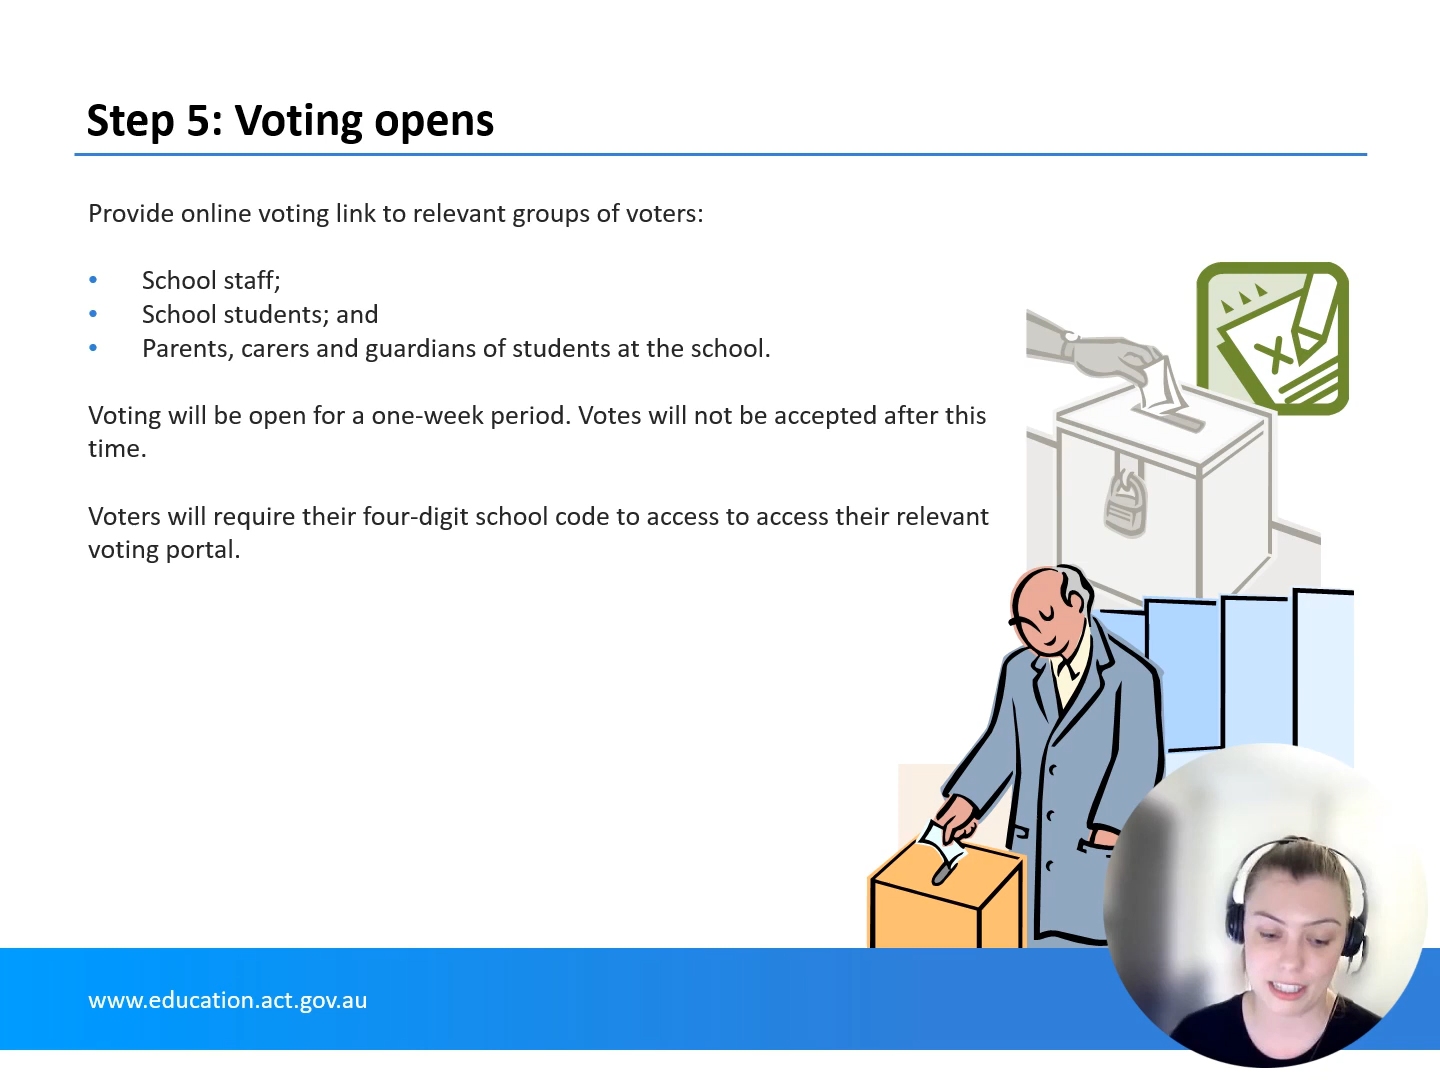 Step 5: Voting opens
Provide online voting link to relevant groups of voters:
• School staff;
• School students; and
• Parents, carers and guardians of students at the school.
Voting will be open for a one-week period. Votes will not be accepted after this
time.
Voters will require their four-digit school code to access to access their relevant
voting portal.
www.education.act.gov.au